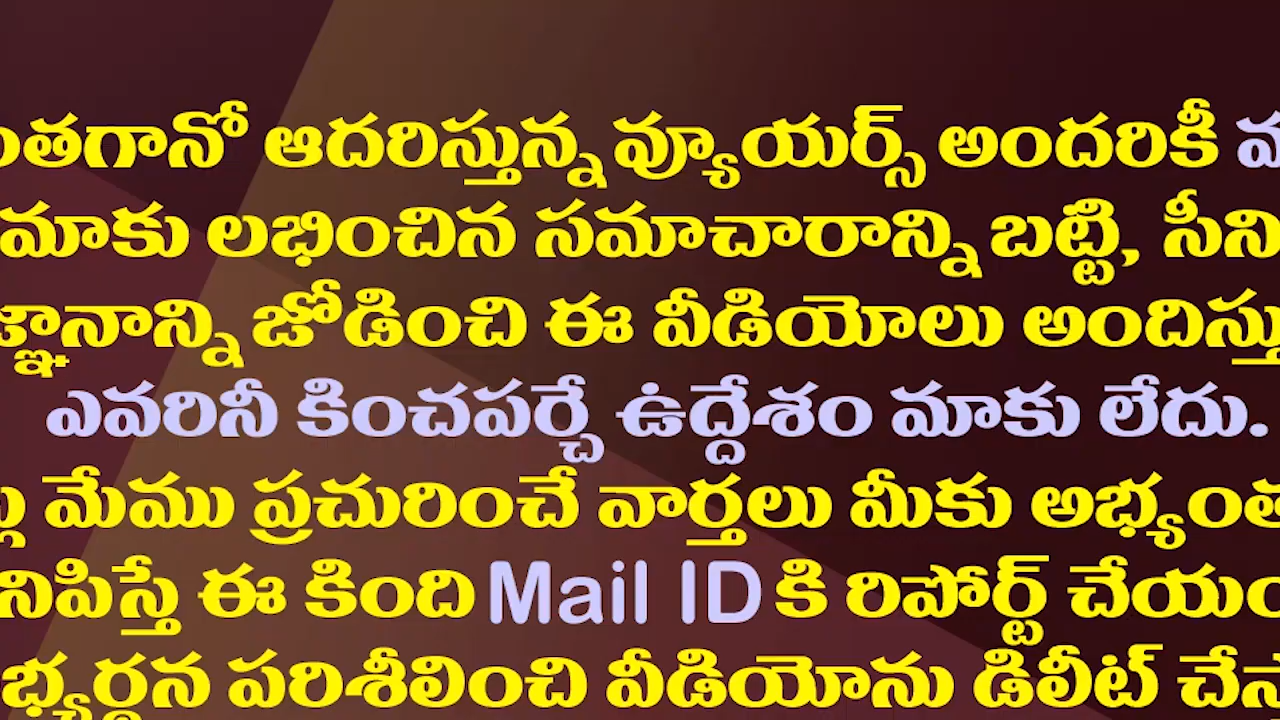 ఆదరిస్తున్న వ్యూయర్స్ అందరికీ
మాకు లభించిన సమాచారాన్ని బట్టి,
జోడించి ఈ వీడియోలు
ఎవరినీ కించపర్చే ఉద్దేశం మాకు లేదు.
మేము ప్రచురించే వార్తలు మీకు
ఈ కింది Mail ID కి రిపోర్ట్
పరిశీలించి వీడియోను డిలీట్